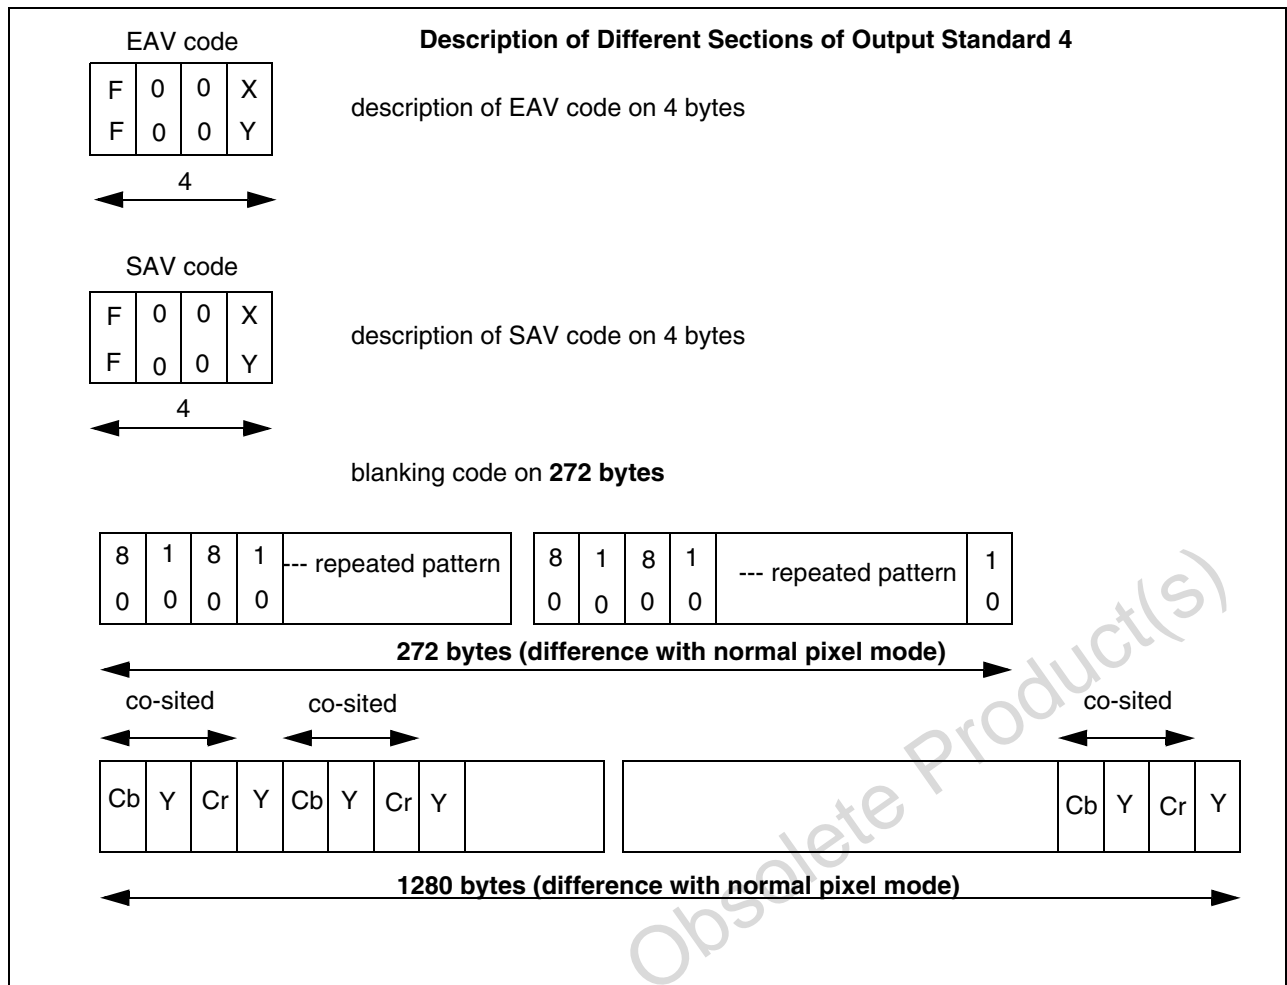 EAV code
Description of Different Sections of Output Standard 4
F 0 0 X
F 0 0 Y
description of EAV code on 4 bytes
4
SAV code
F 0 0 X
F 0 0 Y
description of SAV code on 4 bytes
4
blanking code on 272 bytes
8 1 8 1 --- repeated pattern 8 1 8 1 --- repeated pattern 1
0 0 0 0 0 0 0 0 0
272 bytes (difference with normal pixel mode)
co-sited co-sited co-sited
Cb Y Cr Y Cb Y Cr Y Cb Y Cr Y
1280 bytes (difference with normal pixel mode)
Obsolete Product(s)